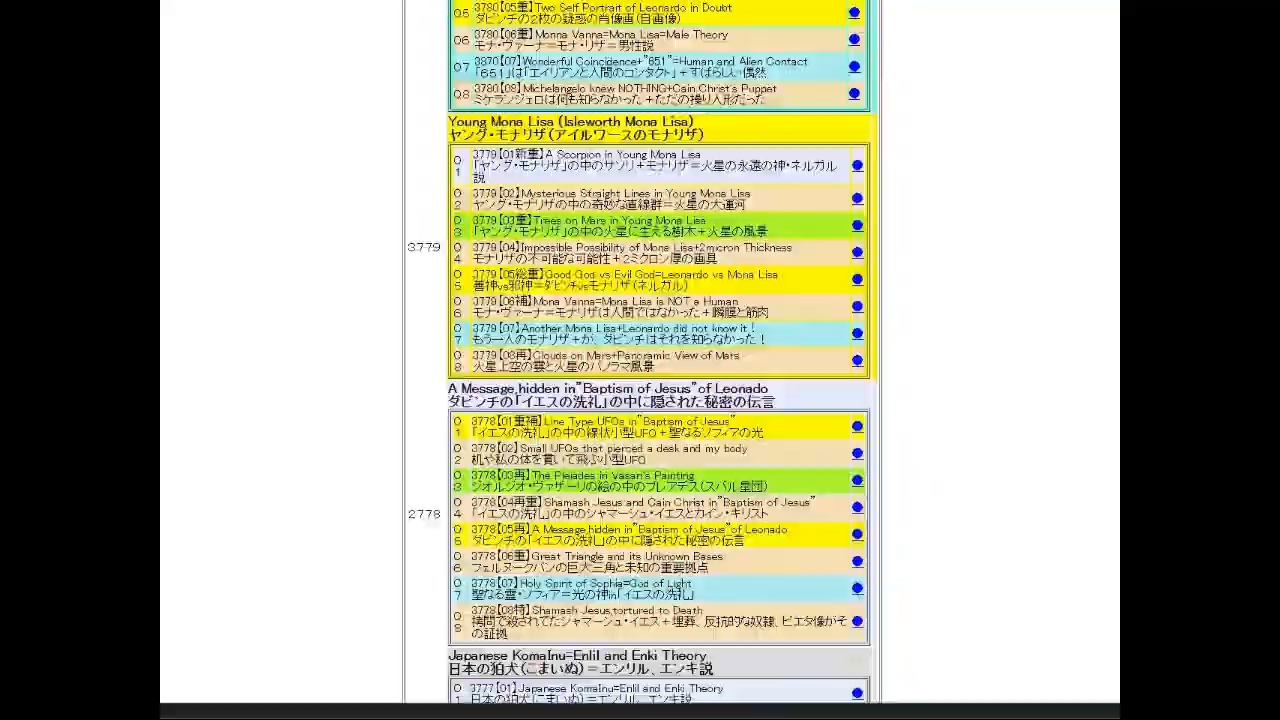 05 3780【05重】Two Self Portrait of Leonardo in Doubt
ダビンチの2枚の疑惑の肖像画(自画像)
06 3780【06重】Monna Vanna=Mona Lisa=Male Theory
モナ・ヴァーナ=モナ・リザ=男性説
07 3870【07】Wonderful Coincidence+"651"=Human and Alien Contact
「651」は「エイリアンと人間のコンタクト」+すばらしい偶然
08 3780【08】Michelangelo knew NOTHING+Cain Christ's Puppet
ミケランジェロは何も知らなかった+ただの操り人形だった
Young Mona Lisa (Isleworth Mona Lisa)
ヤング・モナリザ(アイルワースのモナリザ)
3779
01 3779【01新重】A Scorpion in Young Mona Lisa
「ヤング・モナリザ」の中のサソリ+モナリザ=火星の永遠の神・ネルガル
説
02 3779【02】Mysterious Straight Lines in Young Mona Lisa
ヤング・モナリザの中の奇妙な直線群=火星の大運河
03 3779【03重】Trees on Mars in Young Mona Lisa
「ヤング・モナリザ」の中の火星に生える樹木+火星の風景
04 3779【04】Impossible Possibility of Mona Lisa+2micron Thickness
モナリザの不可能な可能性+2ミクロン厚の画具
05 3779【05総重】Good God vs Evil God=Leonardo vs Mona Lisa
善神vs邪神=ダビンチvsモナリザ(ネルガル)
06 3779【06補】Mona Vanna=Mona Lisa is NOT a Human
モナ・ヴァーナ=モナリザは人間ではなかった+瞬膜と筋肉
07 3779【07】Another Mona Lisa+Leonardo did not know it!
もう一人のモナリザ+が、ダビンチはそれを知らなかった!
08 3779【08再】Clouds on Mars+Panoramic View of Mars
火星上空の雲と火星のパノラマ風景
A Message,hidden in"Baptism of Jesus"of Leonado
ダビンチの「イエスの洗礼」の中に隠された秘密の伝言
2778
01 3778【01重補】Line Type UFOs in"Baptism of Jesus"
「イエスの洗礼」の中の線状小型UFO+聖なるソフィアの光
02 3778【02】Small UFOs that pierced a desk and my body
机や私の体を貫いて飛ぶ小型UFO
03 3778【03再】The Pleiades in Vasari's Painting
ジオルジオ・ヴァザーリの絵の中のプレアデス(スバル星団)
04 3778【04再重】Shamash Jesus and Cain Christ in"Baptism of Jesus"
「イエスの洗礼」の中のシャマーシュ・イエスとカイン・キリスト
05 3778【05再】A Message,hidden in"Baptism of Jesus"of Leonado
ダビンチの「イエスの洗礼」の中に隠された秘密の伝言
06 3778【06重】Great Triangle and its Unknown Bases
フェルヌークバンの巨大三角と未知の重要拠点
07 3778【07】Holy Spirit of Sophia=God of Light
聖なる霊・ソフィア=光の神in「イエスの洗礼」
08 3778【08特】Shamash Jesus,tortured to Death
拷問で殺されてたシャマーシュ・イエス+埋葬、反抗的な奴隷、ピエタ像がそ
の証拠
Japanese KomaInu=Enlil and Enki Theory
日本の狛犬(こまいぬ)=エンリル、エンキ説
01 3777【01】Japanese KomaInu=Enlil and Enki Theory
日本の狛犬(こまいぬ)=エンリル、エンキ説